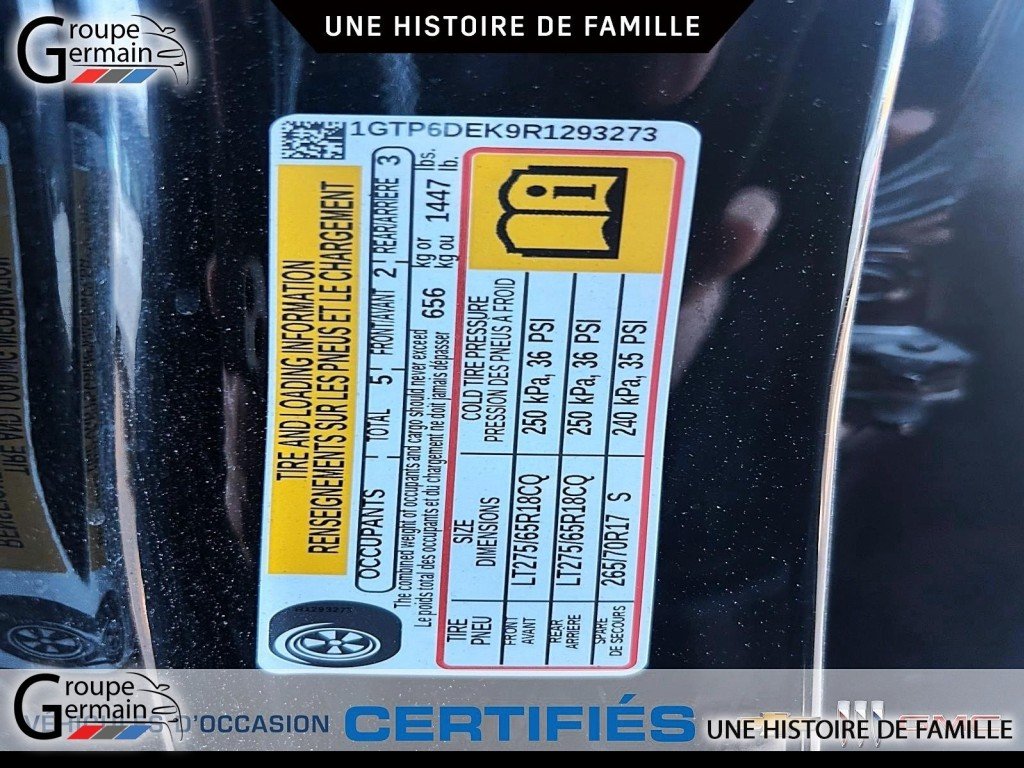 Groupe
Germain
UNE HISTOIRE DE FAMILLE
1GTP6DEK9R1293273
TIRE AND LOADING INFORMATION
RENSEIGNEMENTS SUR LES PNEUS ET LE CHARGEMENT
OCCUPANTS TOTAL 5 FRONT/AVANT 2 REAR/ARRIÈRE 3
The combined weight of occupants and cargo should never exceed 656 kg or 1447 lbs.
Le poids total des occupants et du chargement ne doit jamais dépasser 656 kg ou 1447 lb.
TIRE SIZE COLD TIRE PRESSURE
PNEU DIMENSIONS PRESSION DES PNEUS À FROID
FRONT
AVANT LT275/65R18CQ 250 kPa, 36 PSI
REAR
ARRIÈRE LT275/65R18CQ 250 kPa, 36 PSI
SPARE
DE SECOURS 265/70R17 S 240 kPa, 35 PSI
R1293273
Groupe
Germain
D'OCCASION CERTIFIÉS
GMC
UNE HISTOIRE DE FAMILLE